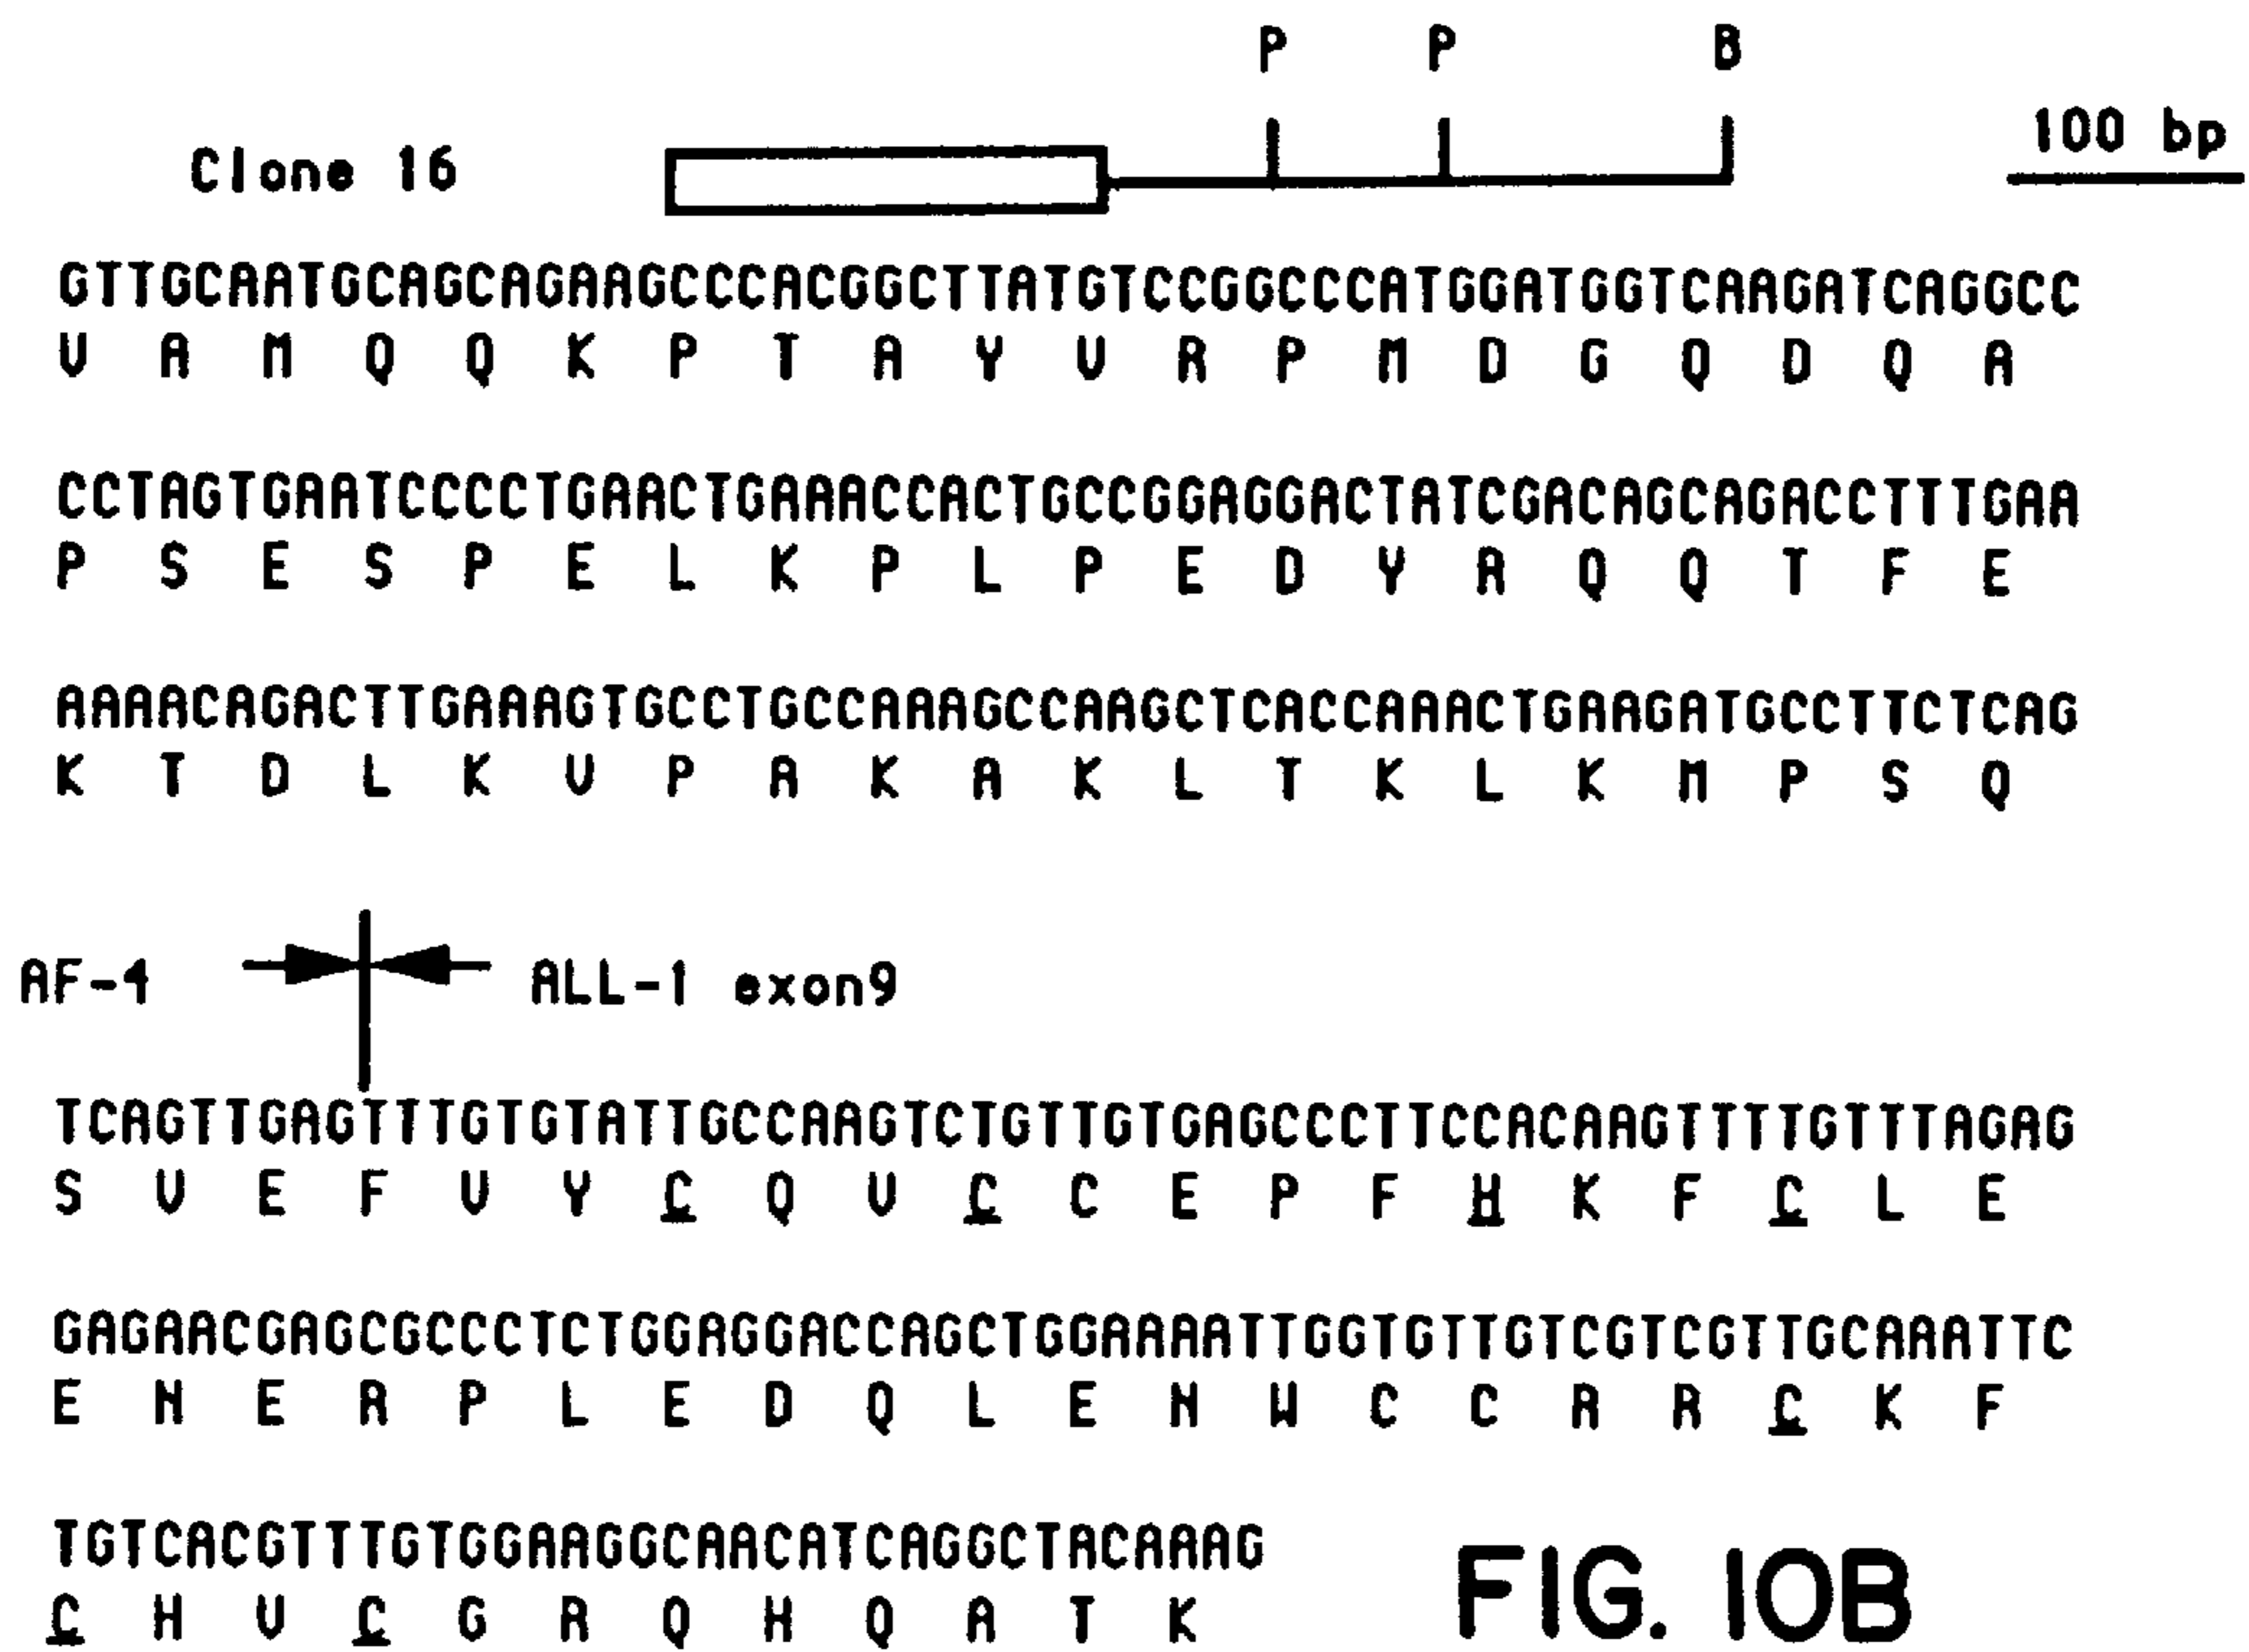 P P B
Clone 16 100 bp
GTTGCAATGCAGCAGAAGCCCACGGCTTATGTCCGGCCCATGGATGGTCAAGATCAGGCC
V A M Q Q K P T A Y V R P M D G Q D Q A
CCTAGTGAATCCCCTGAACTGAAACCACTGCCGGAGGACTATCGACAGCAGACCTTTGAA
P S E S P E L K P L P E D Y R Q Q T F E
AAAACAGACTTGAAAGTGCCTGCCAAAGCCAAGCTCACCAAACTGAAGATGCCTTCTCAG
K T D L K V P A K A K L T K L K M P S Q
AF-4 ALL-1 exon9
TCAGTTGAGTTTGTGTATTGCCAAGTCTGTTGTGAGCCCTTCCACAAGTTTTGTTTAGAG
S V E F V Y C Q V C C E P F H K F C L E
GAGAACGAGCGCCCTCTGGAGGACCAGCTGGAAAATTGGTGTTGTCGTCGTTGCAAATTC
E N E R P L E D Q L E N W C C R R C K F
TGTCACGTTTGTGGAAGGCAACATCAGGCTACAAAG
C H V C G R Q H Q A T K
FIG. 10B